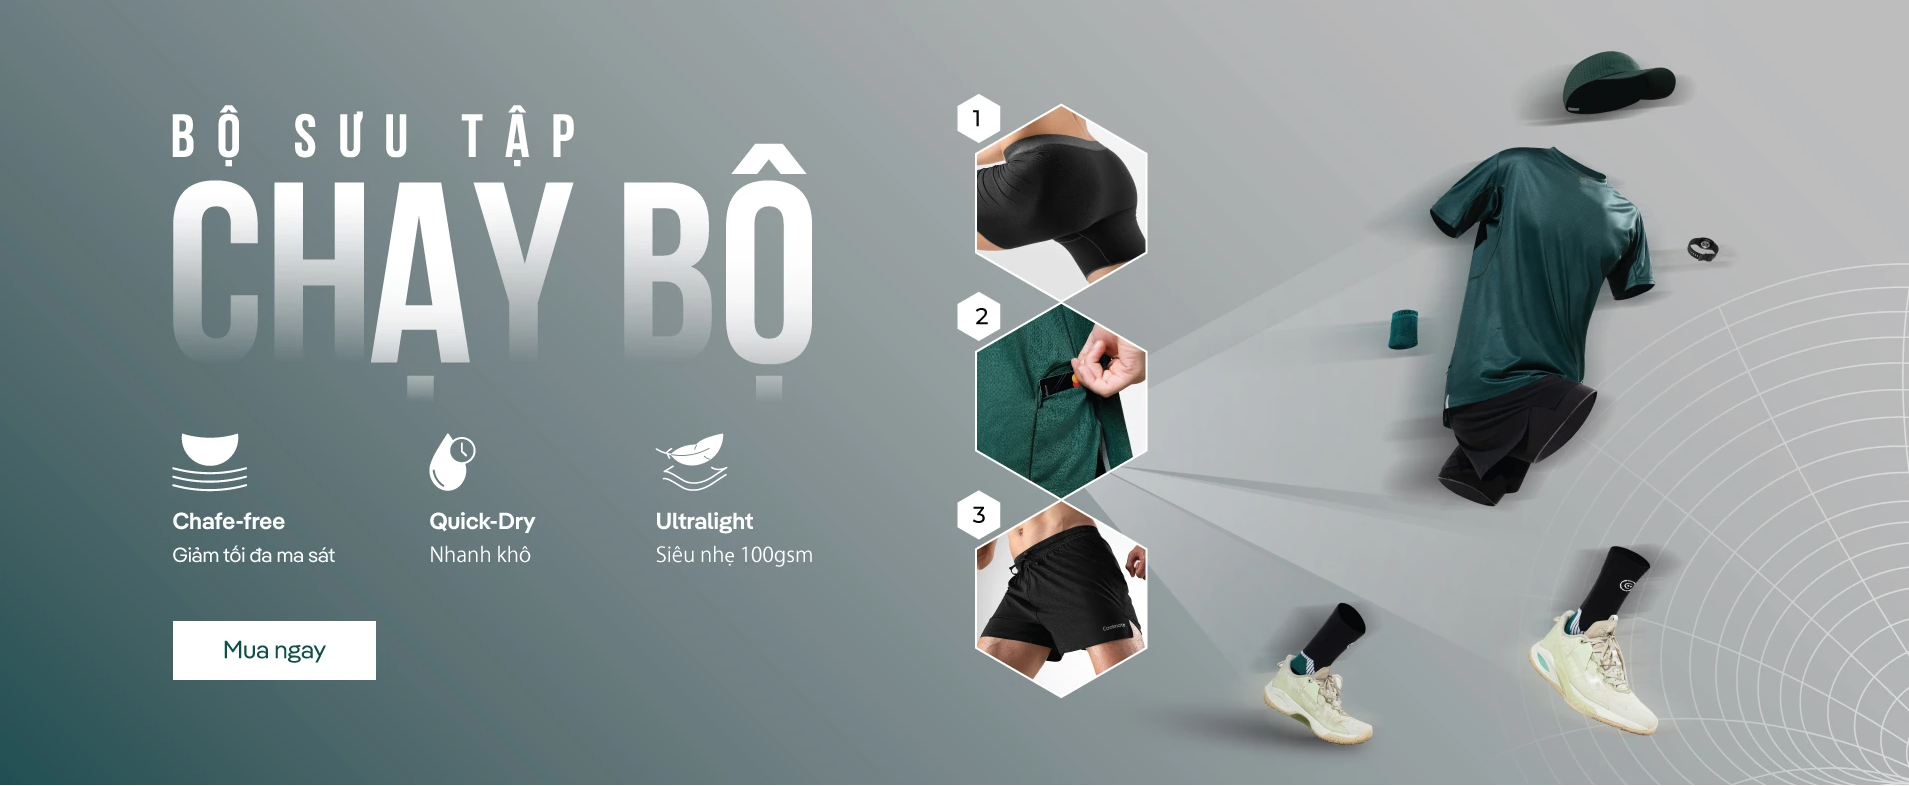 BỘ SƯU TẬP
CHẠY BỘ
Chafe-free
Giảm tối đa ma sát
Quick-Dry
Nhanh khô
Ultralight
Siêu nhẹ 100gsm
Mua ngay
1
2
3
Coolmate